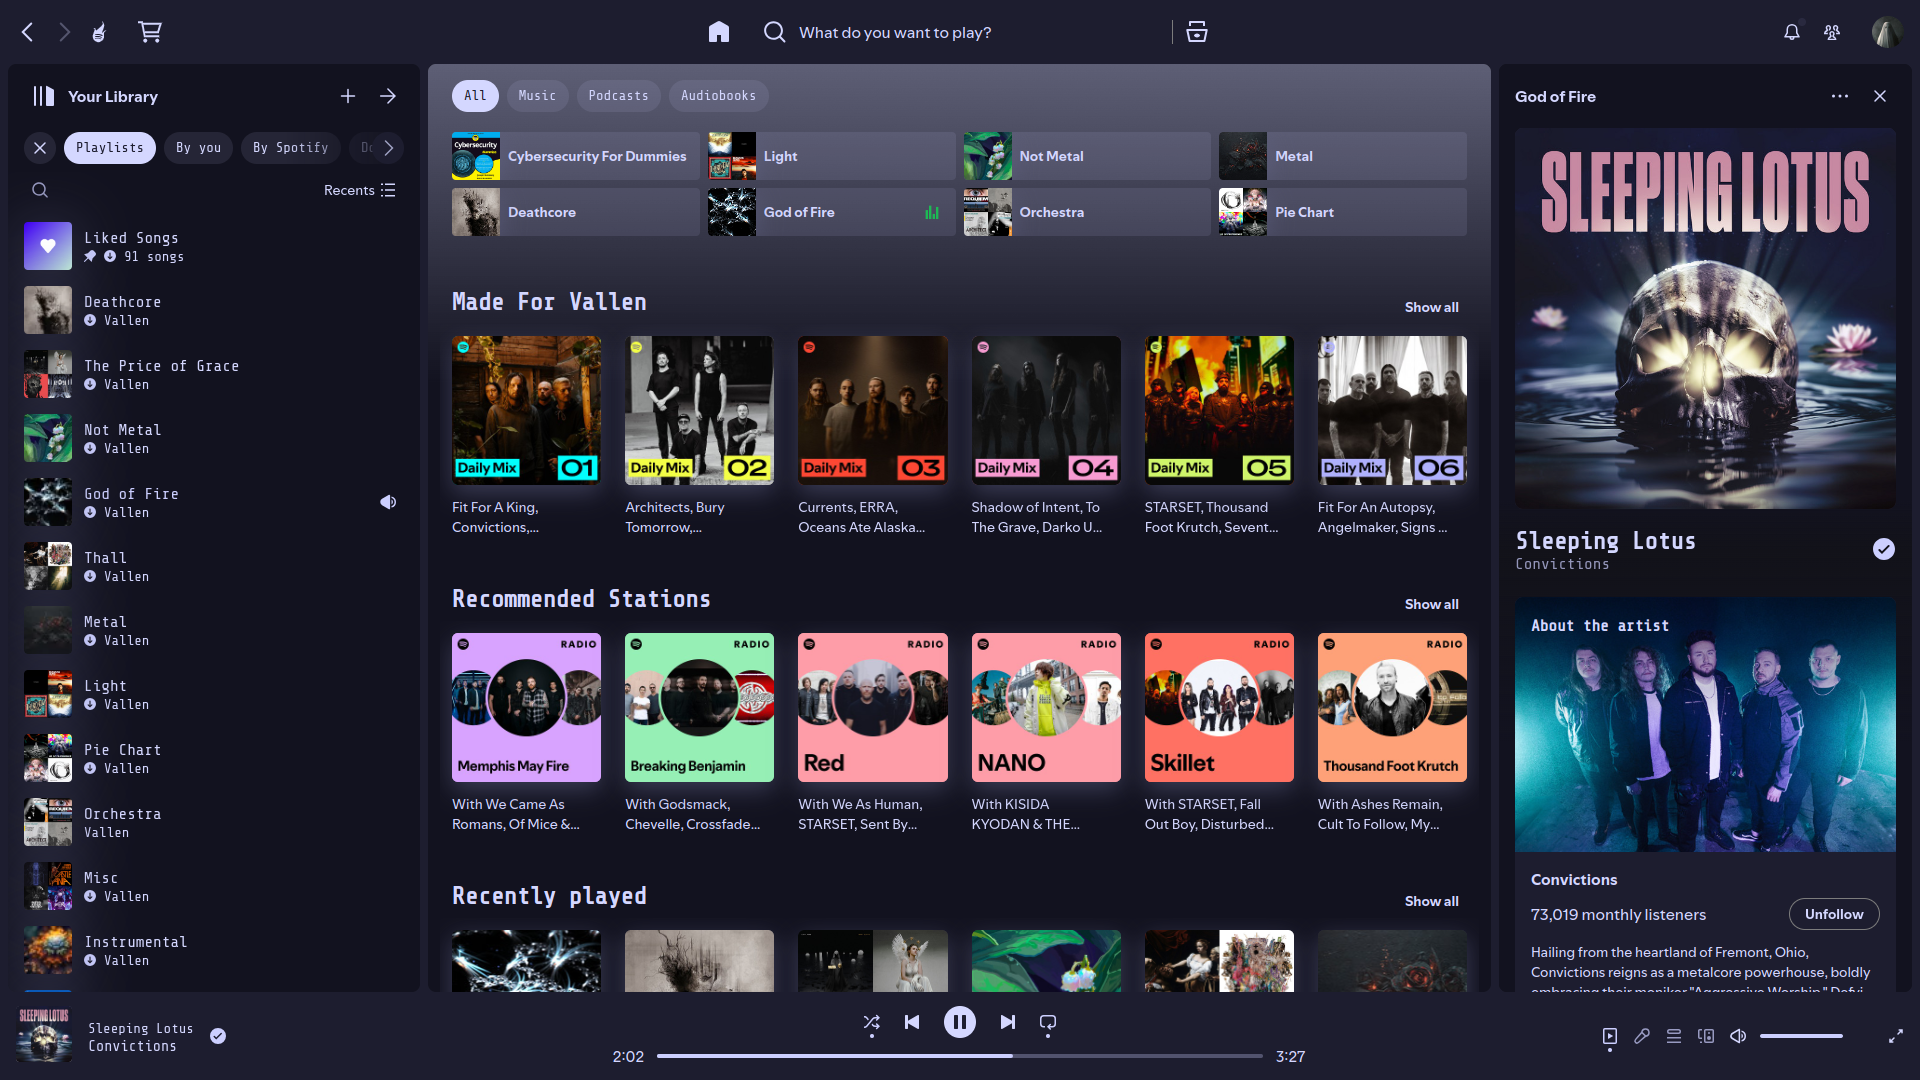 What do you want to play?
Your Library
Playlists
By you
By Spotify
Recents
Liked Songs
91 songs
Deathcore
Vallen
The Price of Grace
Vallen
Not Metal
Vallen
God of Fire
Vallen
Thall
Vallen
Metal
Vallen
Light
Vallen
Pie Chart
Vallen
Orchestra
Vallen
Misc
Vallen
Instrumental
Vallen
All
Music
Podcasts
Audiobooks
Cybersecurity
Cybersecurity For Dummies
Light
Not Metal
Metal
Deathcore
God of Fire
Orchestra
Pie Chart
Made For Vallen
Show all
Daily Mix 01
Daily Mix 02
Daily Mix 03
Daily Mix 04
Daily Mix 05
Daily Mix 06
Fit For A King,
Convictions,...
Architects, Bury
Tomorrow,...
Currents, ERRA,
Oceans Ate Alaska...
Shadow of Intent, To
The Grave, Darko U...
STARSET, Thousand
Foot Krutch, Sevent...
Fit For An Autopsy,
Angelmaker, Signs ...
Recommended Stations
Show all
RADIO
Memphis May Fire
RADIO
Breaking Benjamin
RADIO
Red
RADIO
NANO
RADIO
Skillet
RADIO
Thousand Foot Krutch
With We Came As
Romans, Of Mice &...
With Godsmack,
Chevelle, Crossfade...
With We As Human,
STARSET, Sent By...
With KISIDA
KYODAN & THE...
With STARSET, Fall
Out Boy, Disturbed...
With Ashes Remain,
Cult To Follow, My...
Recently played
Show all
God of Fire
SLEEPING LOTUS
Sleeping Lotus
Convictions
About the artist
Convictions
73,019 monthly listeners
Unfollow
Hailing from the heartland of Fremont, Ohio,
Convictions reigns as a metalcore powerhouse, boldly
embracing their moniker "Aggressive Worship." Defyi
SLEEPING LOTUS
Sleeping Lotus
Convictions
2:02
3:27